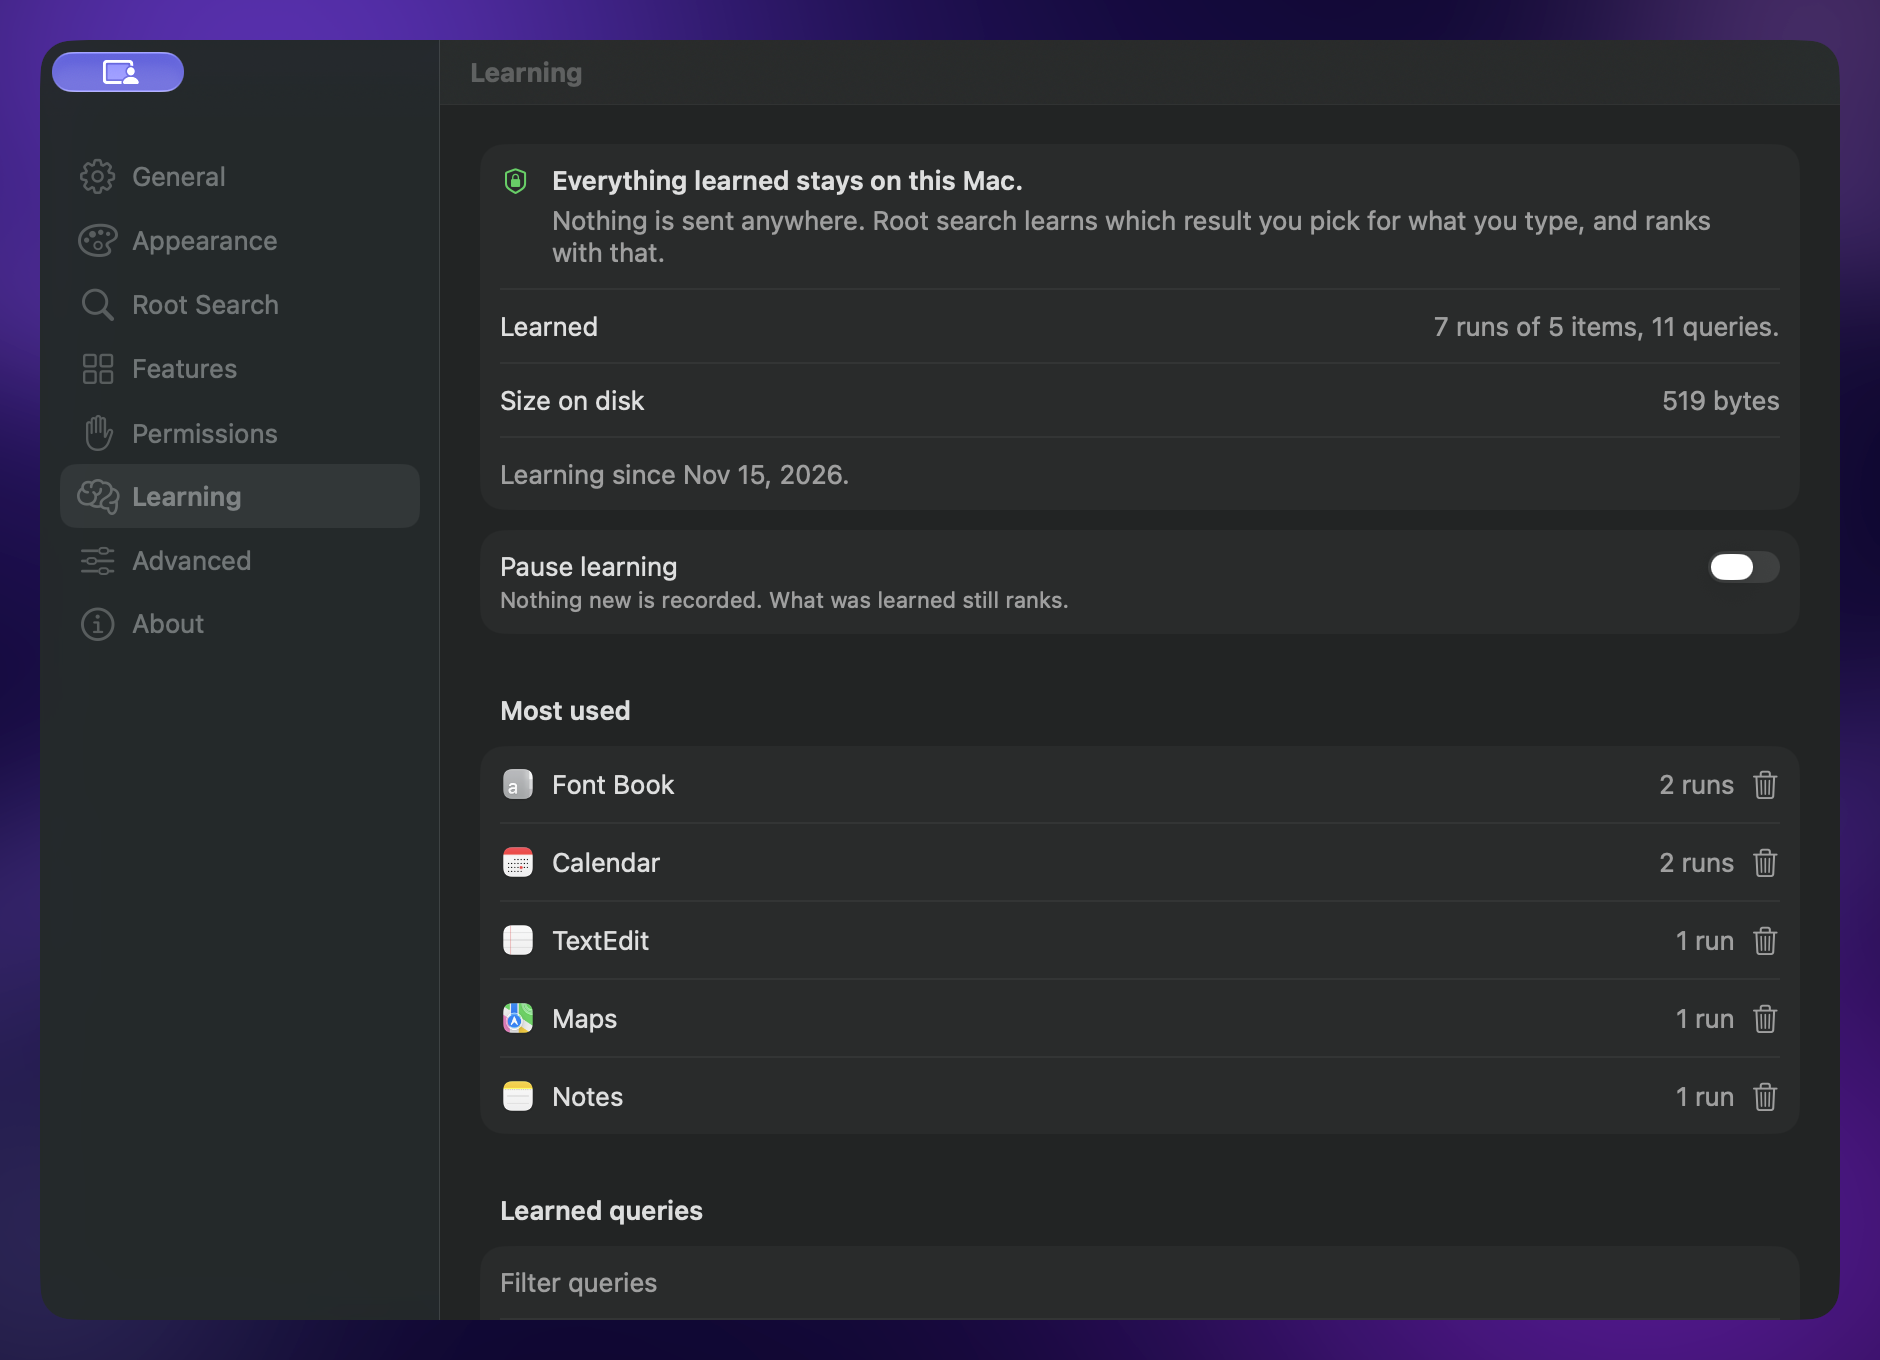 Learning
General
Appearance
Root Search
Features
Permissions
Learning
Advanced
About
Everything learned stays on this Mac.
Nothing is sent anywhere. Root search learns which result you pick for what you type, and ranks
with that.
Learned 7 runs of 5 items, 11 queries.
Size on disk 519 bytes
Learning since Nov 15, 2026.
Pause learning
Nothing new is recorded. What was learned still ranks.
Most used
Font Book 2 runs
Calendar 2 runs
TextEdit 1 run
Maps 1 run
Notes 1 run
Learned queries
Filter queries